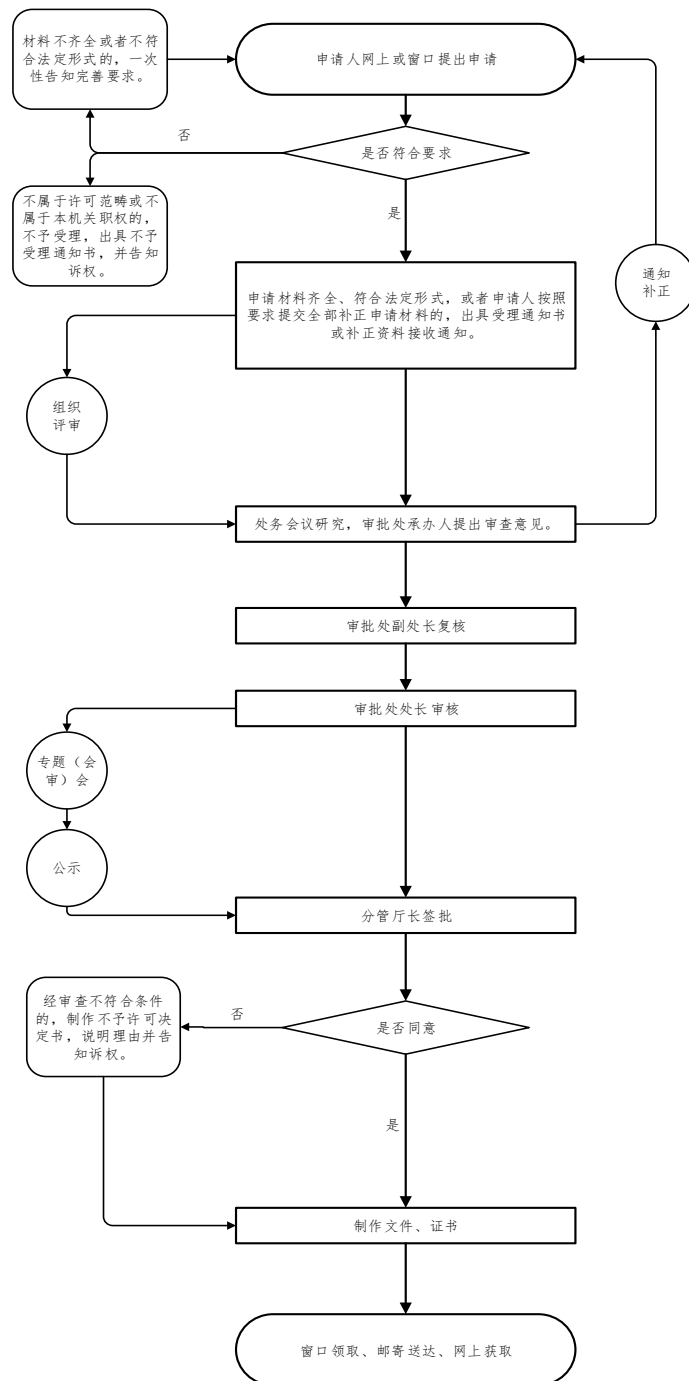 材料不齐全或者不符
合法定形式的，一次
性告知完善要求。
申请人网上或窗口提出申请
否
是否符合要求
不属于许可范畴或不
属于本机关职权的，
不予受理，出具不予
受理通知书，并告知
诉权。
是
通知
补正
申请材料齐全、符合法定形式，或者申请人按照
要求提交全部补正申请材料的，出具受理通知书
或补正资料接收通知。
组织
评审
处务会议研究，审批处承办人提出审查意见。
审批处副处长复核
审批处处长审核
专题（会
审）会
公示
分管厅长签批
经审查不符合条件
的，制作不予许可决
定书，说明理由并告
知诉权。
否
是否同意
是
制作文件、证书
窗口领取、邮寄送达、网上获取